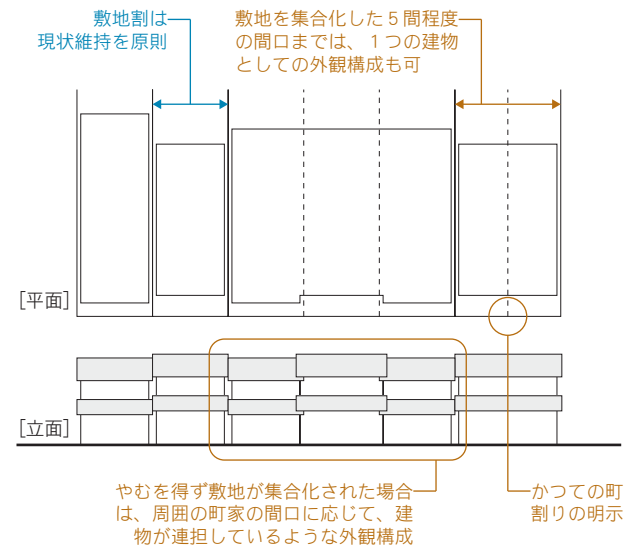 敷地割は
現状維持を原則
敷地を集合化した5間程度
の間口までは、1つの建物
としての外観構成も可
[平面]
[立面]
やむを得ず敷地が集合化された場合
は、周囲の町家の間口に応じて、建
物が連担しているような外観構成
かつての町
割りの明示